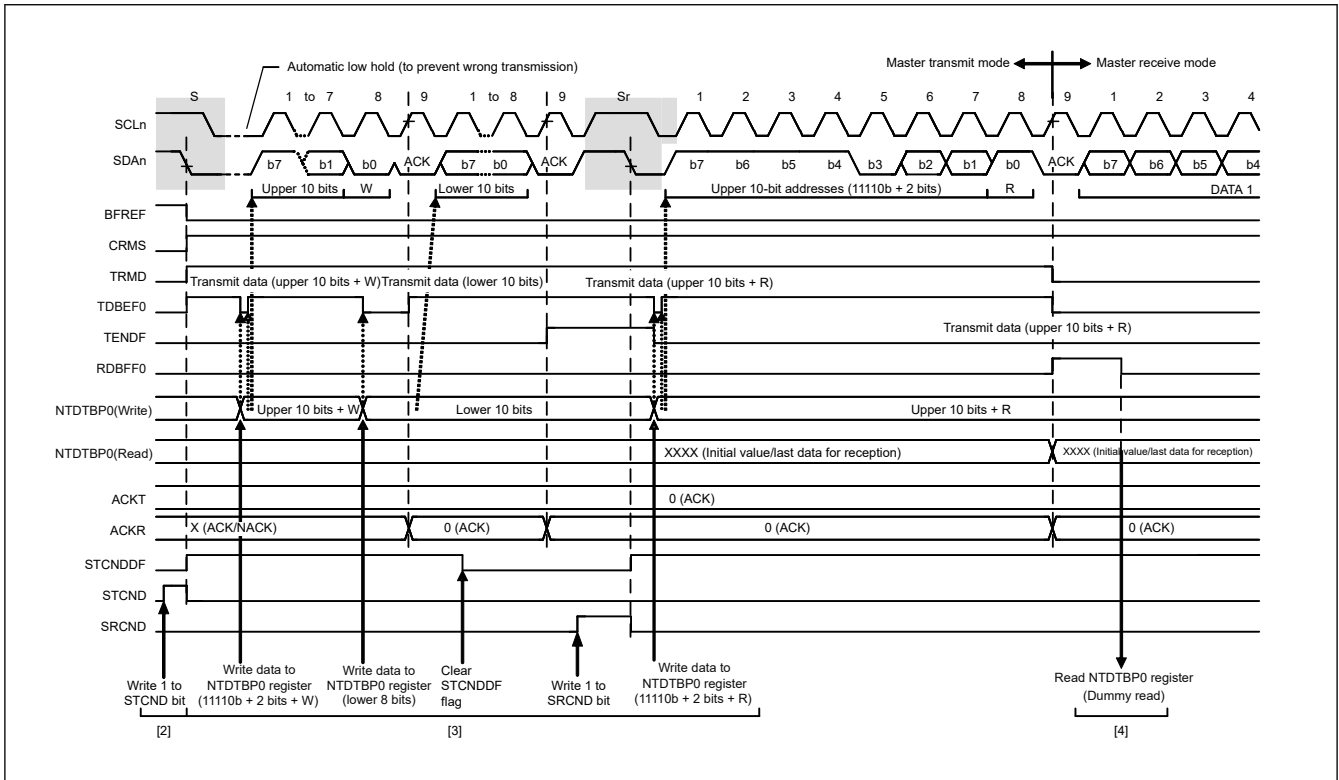 Automatic low hold (to prevent wrong transmission)
Master transmit mode
Master receive mode
S
1 to 7
8
9
1 to 8
9
Sr
1
2
3
4
5
6
7
8
9
1
2
3
4
SCLn
SDAn
b7
b1
b0
ACK
b7
b0
ACK
b7
b6
b5
b4
b3
b2
b1
b0
ACK
b7
b6
b5
b4
Upper 10 bits
W
Lower 10 bits
Upper 10-bit addresses (11110b + 2 bits)
R
DATA 1
BFREF
CRMS
TRMD
Transmit data (upper 10 bits + W)
Transmit data (lower 10 bits)
Transmit data (upper 10 bits + R)
TDBEF0
TENDF
Transmit data (upper 10 bits + R)
RDBFF0
NTDTBP0(Write)
Upper 10 bits + W
Lower 10 bits
Upper 10 bits + R
NTDTBP0(Read)
XXXX (Initial value/last data for reception)
XXXX (Initial value/last data for reception)
ACKT
0 (ACK)
ACKR
X (ACK/NACK)
0 (ACK)
0 (ACK)
0 (ACK)
STCNDDF
STCND
SRCND
Write 1 to
STCND bit
Write data to
NTDTBP0 register
(11110b + 2 bits + W)
Write data to
NTDTBP0 register
(lower 8 bits)
Clear
STCNDDF
flag
Write 1 to
SRCND bit
Write data to
NTDTBP0 register
(11110b + 2 bits + R)
Read NTDTBP0 register
(Dummy read)
[2]
[3]
[4]